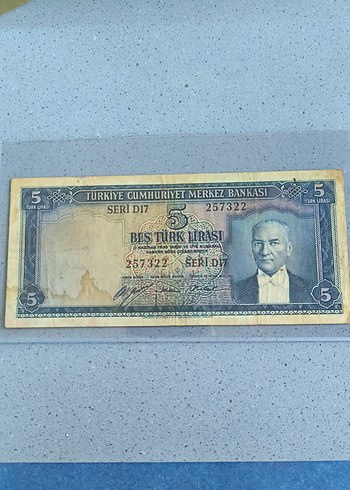 5 TÜRKİYE CUMHURİYET MERKEZ BANKASI 5
TÜRK LİRASI TÜRK LİRASI
SERİ D17 5 257322
BEŞ TÜRK LİRASI
257322 SERİ D17
5 5